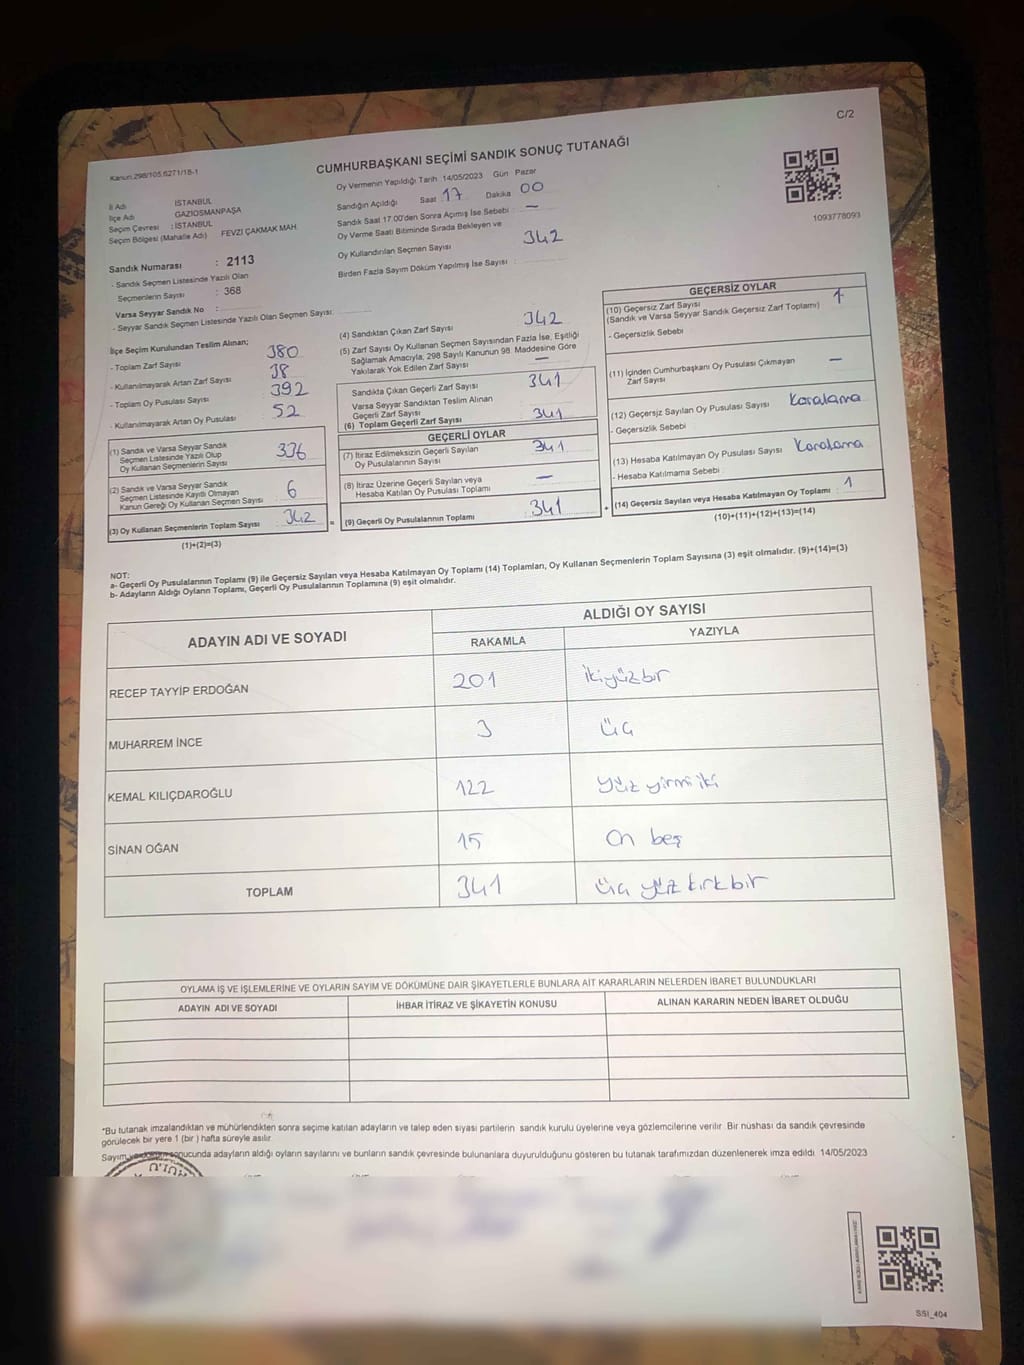 C/2
Kanun 298/105.6271/18-1
CUMHURBAŞKANI SEÇİMİ SANDIK SONUÇ TUTANAĞI
Oy Vermenin Yapıldığı Tarih 14/05/2023 Gün Pazar
Sandığın Açıldığı Saat 17 Dakika 00
Sandık Saat 17.00'den Sonra Açılmış İse Sebebi : —
Oy Verme Saati Bitiminde Sırada Bekleyen ve
Oy Kullandırılan Seçmen Sayısı : 342
Birden Fazla Sayım Döküm Yapılmış İse Sayısı :
1093778093
İl Adı İSTANBUL
İlçe Adı GAZİOSMANPAŞA
Seçim Çevresi : İSTANBUL
Seçim Bölgesi (Mahalle Adı) FEVZİ ÇAKMAK MAH.
Sandık Numarası : 2113
- Sandık Seçmen Listesinde Yazılı Olan
Seçmenlerin Sayısı : 368
Varsa Seyyar Sandık No :
- Seyyar Sandık Seçmen Listesinde Yazılı Olan Seçmen Sayısı:
İlçe Seçim Kurulundan Teslim Alınan;
- Toplam Zarf Sayısı 380
- Kullanılmayarak Artan Zarf Sayısı 38
- Toplam Oy Pusulası Sayısı 392
- Kullanılmayarak Artan Oy Pusulası 52
(1) Sandık ve Varsa Seyyar Sandık
Seçmen Listesinde Yazılı Olup
Oy Kullanan Seçmenlerin Sayısı 336
(2) Sandık ve Varsa Seyyar Sandık
Seçmen Listesinde Kayıtlı Olmayan
Kanun Gereği Oy Kullanan Seçmen Sayısı 6
(3) Oy Kullanan Seçmenlerin Toplam Sayısı 342
(1)+(2)=(3)
=
(4) Sandıktan Çıkan Zarf Sayısı 342
(5) Zarf Sayısı Oy Kullanan Seçmen Sayısından Fazla İse, Eşitliği
Sağlamak Amacıyla, 298 Sayılı Kanunun 98. Maddesine Göre
Yakılarak Yok Edilen Zarf Sayısı —
Sandıkta Çıkan Geçerli Zarf Sayısı 341
Varsa Seyyar Sandıktan Teslim Alınan
Geçerli Zarf Sayısı
(6) Toplam Geçerli Zarf Sayısı 341
GEÇERLİ OYLAR
(7) İtiraz Edilmeksizin Geçerli Sayılan
Oy Pusulalarının Sayısı 341
(8) İtiraz Üzerine Geçerli Sayılan veya
Hesaba Katılan Oy Pusulası Toplamı —
(9) Geçerli Oy Pusulalarının Toplamı 341
+
GEÇERSİZ OYLAR
(10) Geçersiz Zarf Sayısı
(Sandık ve Varsa Seyyar Sandık Geçersiz Zarf Toplamı) 1
- Geçersizlik Sebebi
(11) İçinden Cumhurbaşkanı Oy Pusulası Çıkmayan
Zarf Sayısı —
(12) Geçersiz Sayılan Oy Pusulası Sayısı Karalama
- Geçersizlik Sebebi
(13) Hesaba Katılmayan Oy Pusulası Sayısı Karalama
- Hesaba Katılmama Sebebi
(14) Geçersiz Sayılan veya Hesaba Katılmayan Oy Toplamı 1
(10)+(11)+(12)+(13)=(14)
NOT:
a- Geçerli Oy Pusulalarının Toplamı (9) ile Geçersiz Sayılan veya Hesaba Katılmayan Oy Toplamı (14) Toplamları, Oy Kullanan Seçmenlerin Toplam Sayısına (3) eşit olmalıdır. (9)+(14)=(3)
b- Adayların Aldığı Oyların Toplamı, Geçerli Oy Pusulalarının Toplamına (9) eşit olmalıdır.
ADAYIN ADI VE SOYADI ALDIĞI OY SAYISI
RAKAMLA YAZIYLA
RECEP TAYYİP ERDOĞAN 201 ikiyüzbir
MUHARREM İNCE 3 üç
KEMAL KILIÇDAROĞLU 122 yüz yirmi iki
SİNAN OĞAN 15 On beş
TOPLAM 341 üç yüz kırk bir
OYLAMA İŞ VE İŞLEMLERİNE VE OYLARIN SAYIM VE DÖKÜMÜNE DAİR ŞİKAYETLERLE BUNLARA AİT KARARLARIN NELERDEN İBARET BULUNDUKLARI
ADAYIN ADI VE SOYADI İHBAR İTİRAZ VE ŞİKAYETİN KONUSU ALINAN KARARIN NEDEN İBARET OLDUĞU
*Bu tutanak imzalandıktan ve mühürlendikten sonra seçime katılan adayların ve talep eden siyasi partilerin sandık kurulu üyelerine veya gözlemcilerine verilir. Bir nüshası da sandık çevresinde
görülecek bir yere 1 (bir) hafta süreyle asılır.
Sayım sonucunda adayların aldığı oyların sayılarını ve bunların sandık çevresinde bulunanlara duyurulduğunu gösteren bu tutanak tarafımızdan düzenlenerek imza edildi. 14/05/2023
SSI_404